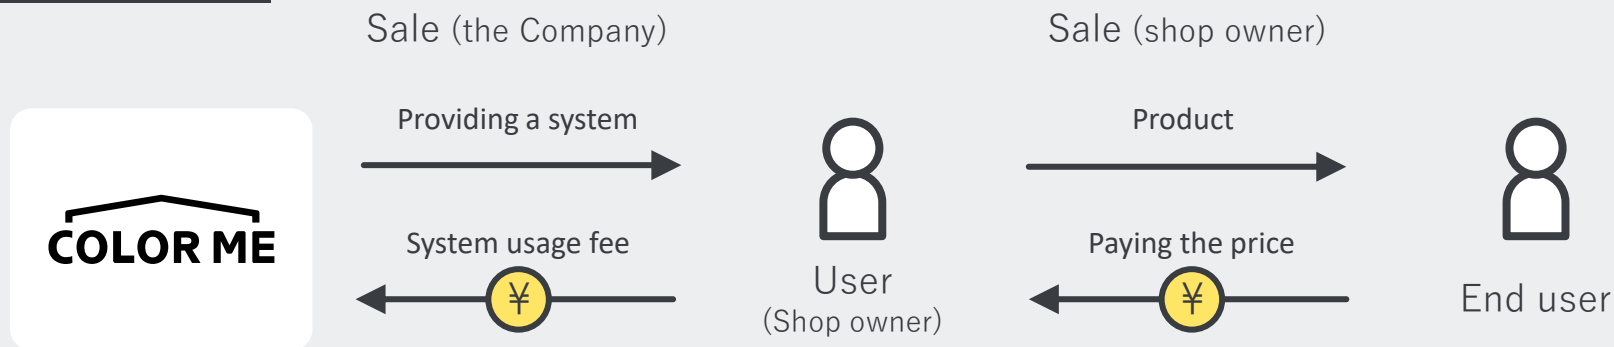 Sale (the Company)
Sale (shop owner)
Providing a system
Product
COLOR ME
System usage fee
Paying the price
¥
¥
User
(Shop owner)
End user